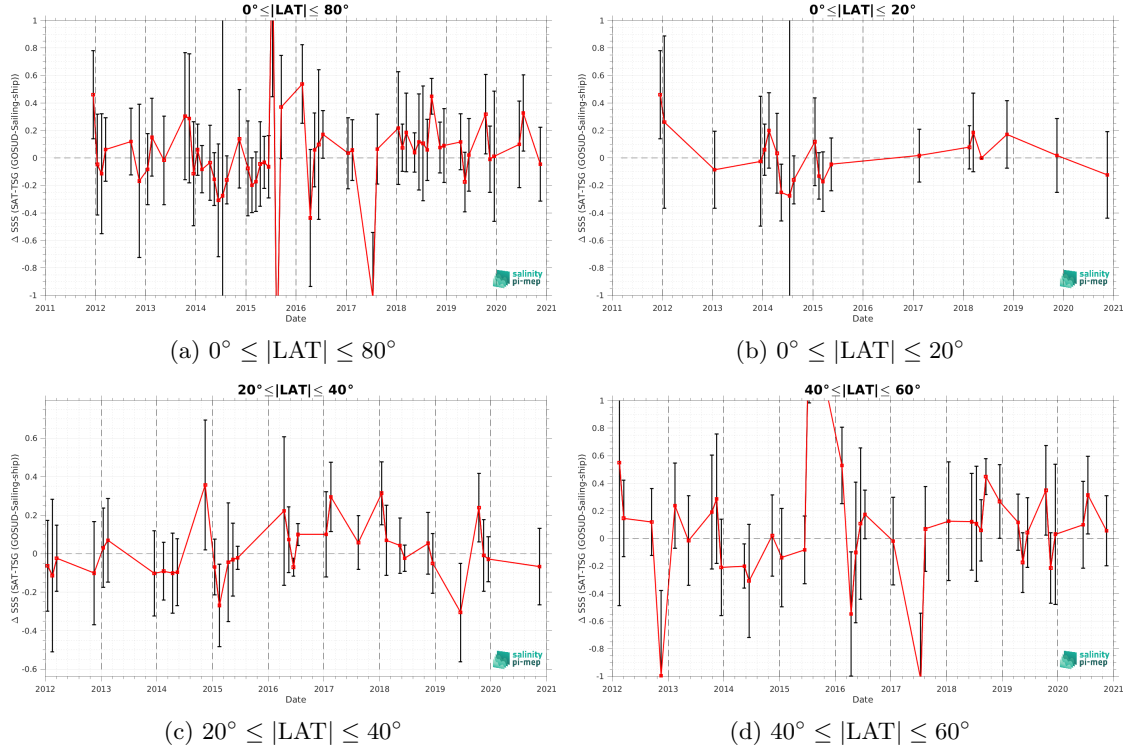 0°≤|LAT|≤ 80°
Δ SSS (SAT-TSG (GOSUD-Sailing-ship))
1
0.8
0.6
0.4
0.2
0
-0.2
-0.4
-0.6
-0.8
-1
2011 2012 2013 2014 2015 2016 2017 2018 2019 2020 2021
Date
salinity
pi-mep
(a) 0° ≤ |LAT| ≤ 80°
0°≤|LAT|≤ 20°
Δ SSS (SAT-TSG (GOSUD-Sailing-ship))
1
0.8
0.6
0.4
0.2
0
-0.2
-0.4
-0.6
-0.8
-1
2011 2012 2013 2014 2015 2016 2017 2018 2019 2020 2021
Date
salinity
pi-mep
(b) 0° ≤ |LAT| ≤ 20°
20°≤|LAT|≤ 40°
Δ SSS (SAT-TSG (GOSUD-Sailing-ship))
0.6
0.4
0.2
0
-0.2
-0.4
-0.6
2012 2013 2014 2015 2016 2017 2018 2019 2020 2021
Date
salinity
pi-mep
(c) 20° ≤ |LAT| ≤ 40°
40°≤|LAT|≤ 60°
Δ SSS (SAT-TSG (GOSUD-Sailing-ship))
1
0.8
0.6
0.4
0.2
0
-0.2
-0.4
-0.6
-0.8
-1
2012 2013 2014 2015 2016 2017 2018 2019 2020 2021
Date
salinity
pi-mep
(d) 40° ≤ |LAT| ≤ 60°